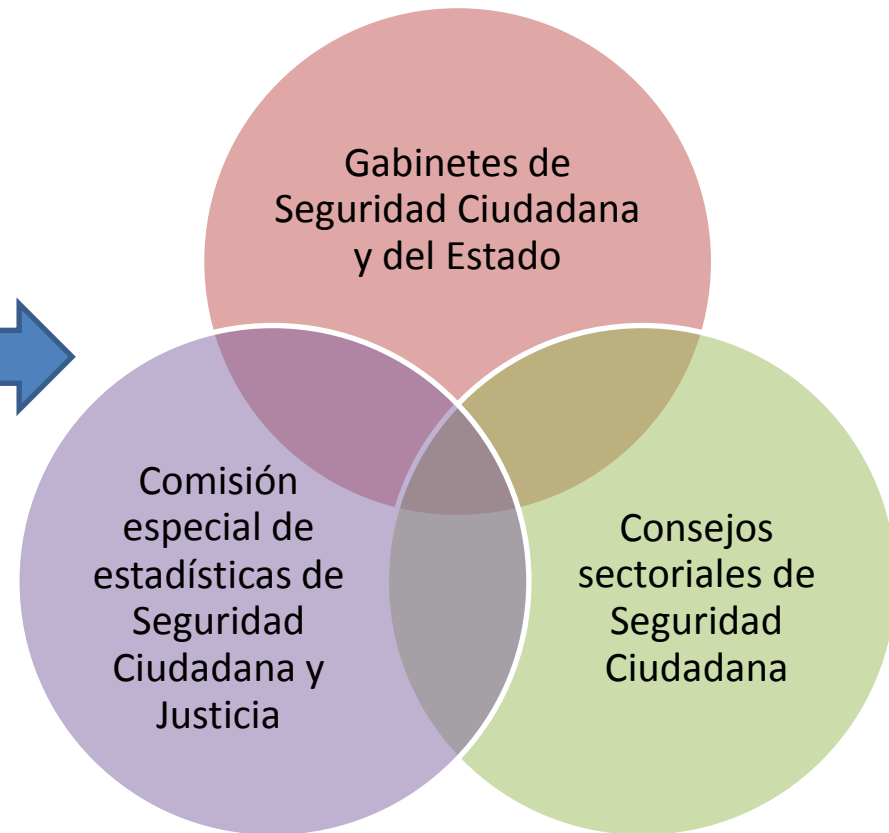 Gabinetes de
Seguridad Ciudadana
y del Estado
Comisión
especial de
estadísticas de
Seguridad
Ciudadana y
Justicia
Consejos
sectoriales de
Seguridad
Ciudadana